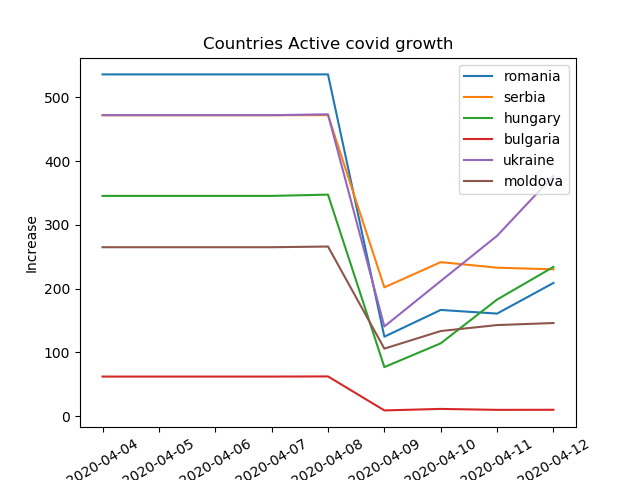 Countries Active covid growth
Increase
500
400
300
200
100
0
romania
serbia
hungary
bulgaria
ukraine
moldova
2020-04-04
2020-04-05
2020-04-06
2020-04-07
2020-04-08
2020-04-09
2020-04-10
2020-04-11
2020-04-12